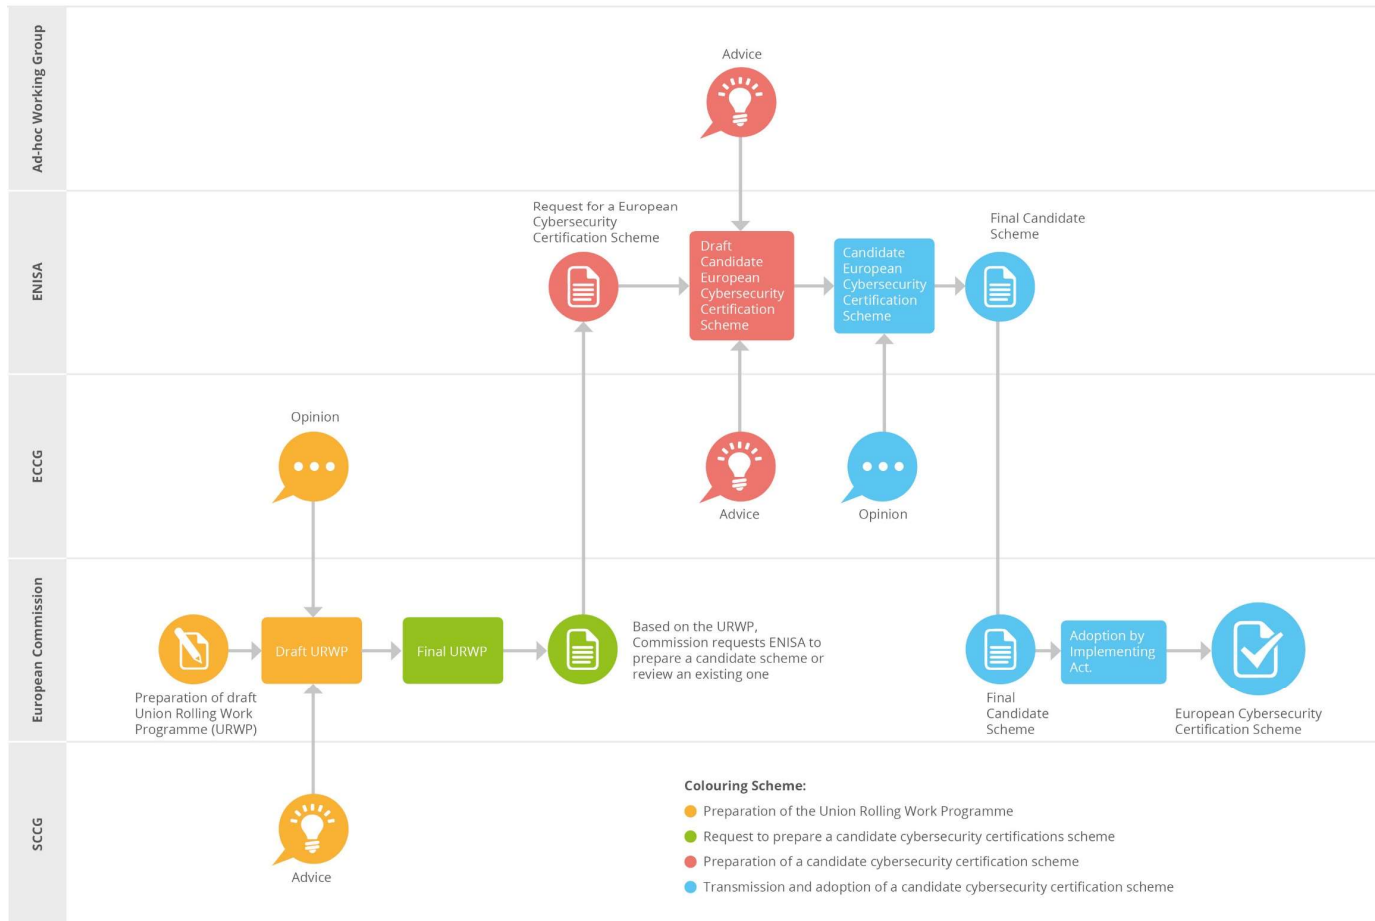 Ad-hoc Working Group
Advice
ENISA
Request for a European
Cybersecurity
Certification Scheme
Draft
Candidate
European
Cybersecurity
Certification
Scheme
Candidate
European
Cybersecurity
Certification
Scheme
Final Candidate
Scheme
ECCG
Opinion
Advice
Opinion
European Commission
Preparation of draft
Union Rolling Work
Programme (URWP)
Draft URWP
Final URWP
Based on the URWP,
Commission requests ENISA to
prepare a candidate scheme or
review an existing one
Final
Candidate
Scheme
Adoption by
Implementing
Act.
European Cybersecurity
Certification Scheme
SCCG
Advice
Colouring Scheme:
Preparation of the Union Rolling Work Programme
Request to prepare a candidate cybersecurity certifications scheme
Preparation of a candidate cybersecurity certification scheme
Transmission and adoption of a candidate cybersecurity certification scheme